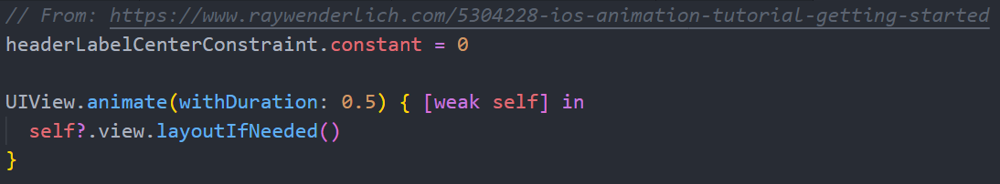 // From: https://www.raywenderlich.com/5304228-ios-animation-tutorial-getting-started
headerLabelCenterConstraint.constant = 0
UIView.animate(withDuration: 0.5) { [weak self] in
self?.view.layoutIfNeeded()
}